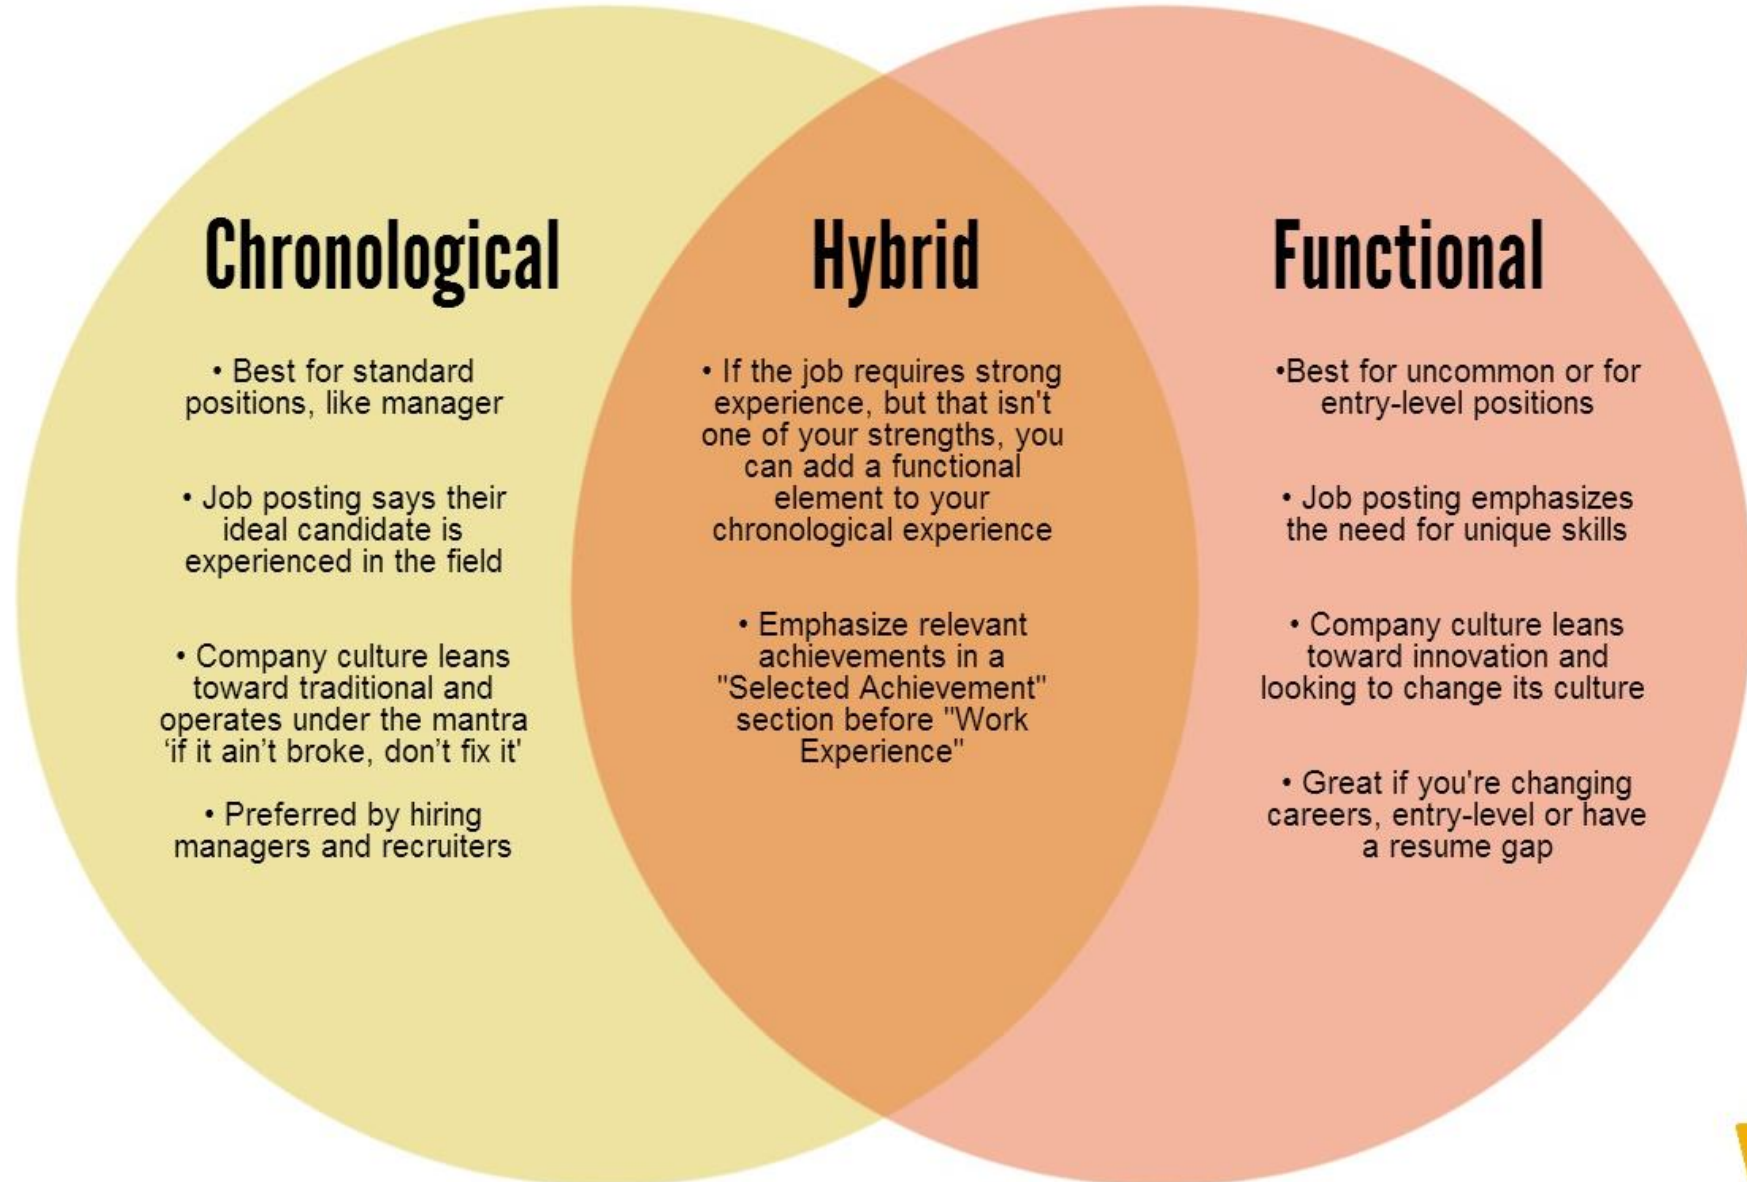 Chronological
• Best for standard
positions, like manager
• Job posting says their
ideal candidate is
experienced in the field
• Company culture leans
toward traditional and
operates under the mantra
‘if it ain’t broke, don’t fix it'
• Preferred by hiring
managers and recruiters
Hybrid
• If the job requires strong
experience, but that isn't
one of your strengths, you
can add a functional
element to your
chronological experience
• Emphasize relevant
achievements in a
"Selected Achievement"
section before "Work
Experience"
Functional
•Best for uncommon or for
entry-level positions
• Job posting emphasizes
the need for unique skills
• Company culture leans
toward innovation and
looking to change its culture
• Great if you're changing
careers, entry-level or have
a resume gap